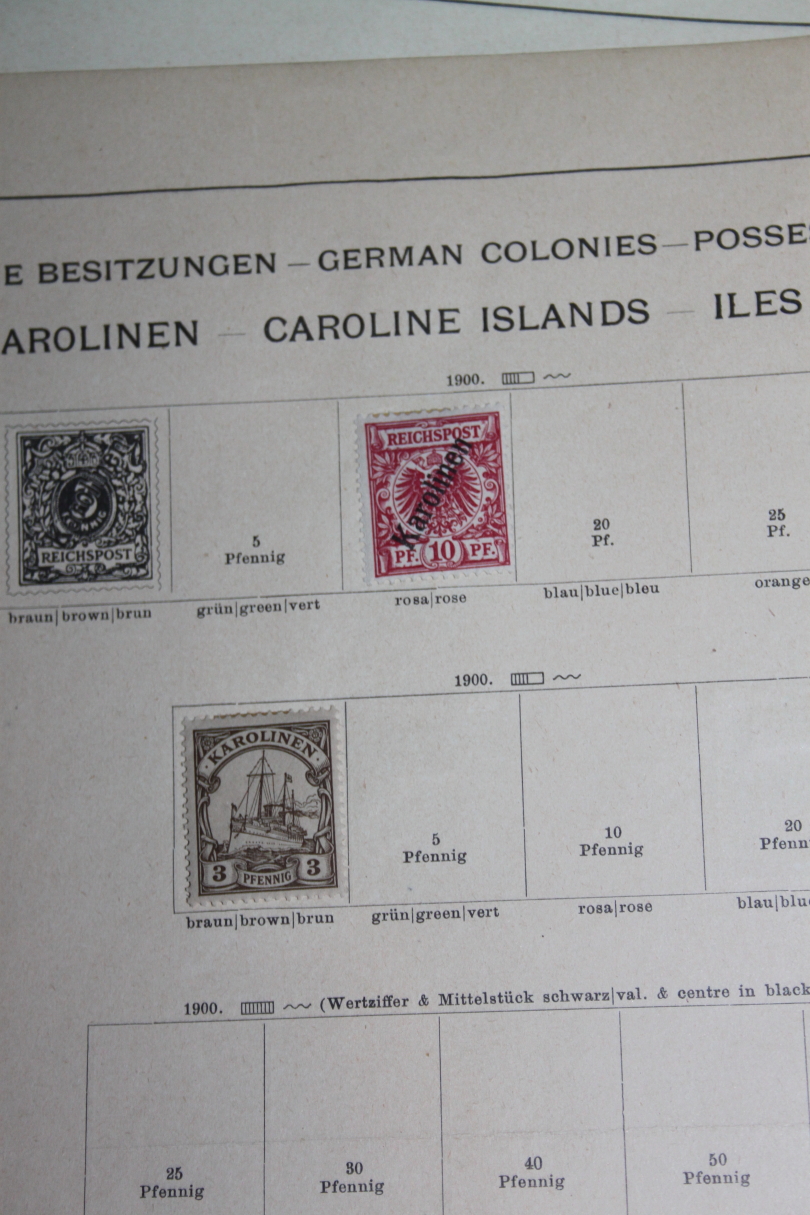 E BESITZUNGEN — GERMAN COLONIES — POSSE
AROLINEN — CAROLINE ISLANDS — ILES
1900.
REICHSPOST
5
Pfennig
REICHSPOST
Karolinen
PF. 10 PF.
20
Pf.
25
Pf.
braun|brown|brun
grün|green|vert
rosa|rose
blau|blue|bleu
orange
1900.
KAROLINEN
3 PFENNIG 3
5
Pfennig
10
Pfennig
20
Pfenn
braun|brown|brun
grün|green|vert
rosa|rose
blau|blu
1900. (Wertziffer & Mittelstück schwarz|val. & centre in black
25
Pfennig
30
Pfennig
40
Pfennig
50
Pfennig